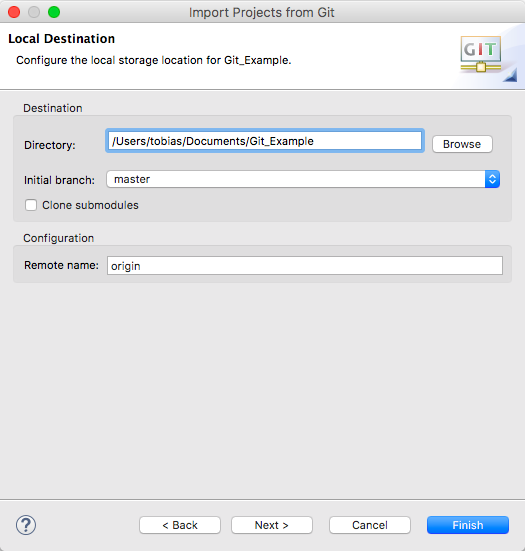 Import Projects from Git
Local Destination
Configure the local storage location for Git_Example.
GIT
Destination
Directory: /Users/tobias/Documents/Git_Example Browse
Initial branch: master
Clone submodules
Configuration
Remote name: origin
? < Back Next > Cancel Finish